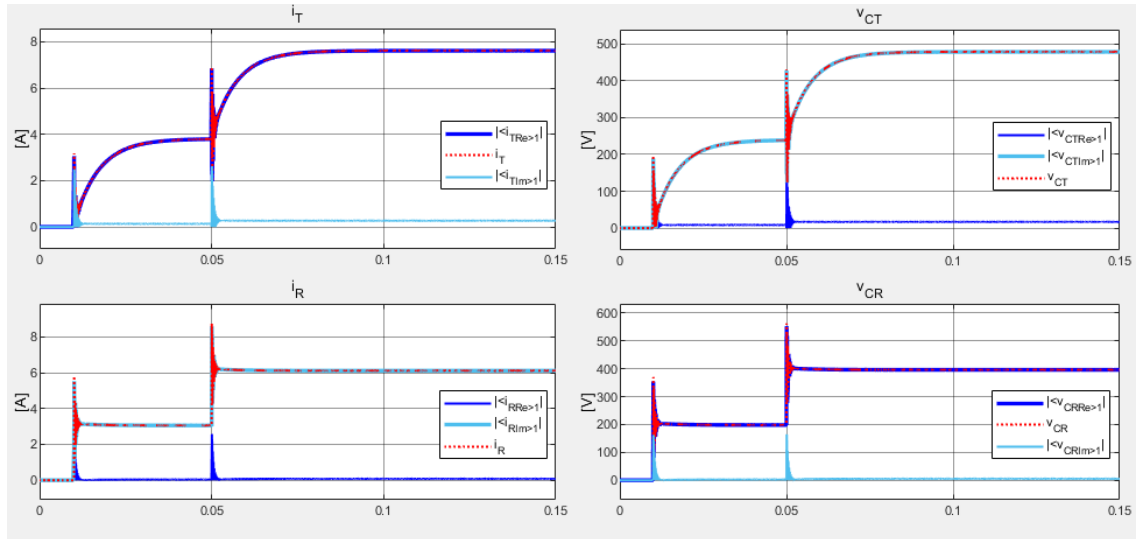 i_T
[A]
8
6
4
2
0
0 0.05 0.1 0.15
|<i_TRe>1|
i_T
|<i_TIm>1|
v_CT
[V]
500
400
300
200
100
0
0 0.05 0.1 0.15
|<v_CTRe>1|
|<v_CTIm>1|
v_CT
i_R
[A]
8
6
4
2
0
0 0.05 0.1 0.15
|<i_RRe>1|
|<i_RIm>1|
i_R
v_CR
[V]
600
500
400
300
200
100
0
0 0.05 0.1 0.15
|<v_CRRe>1|
v_CR
|<v_CRIm>1|